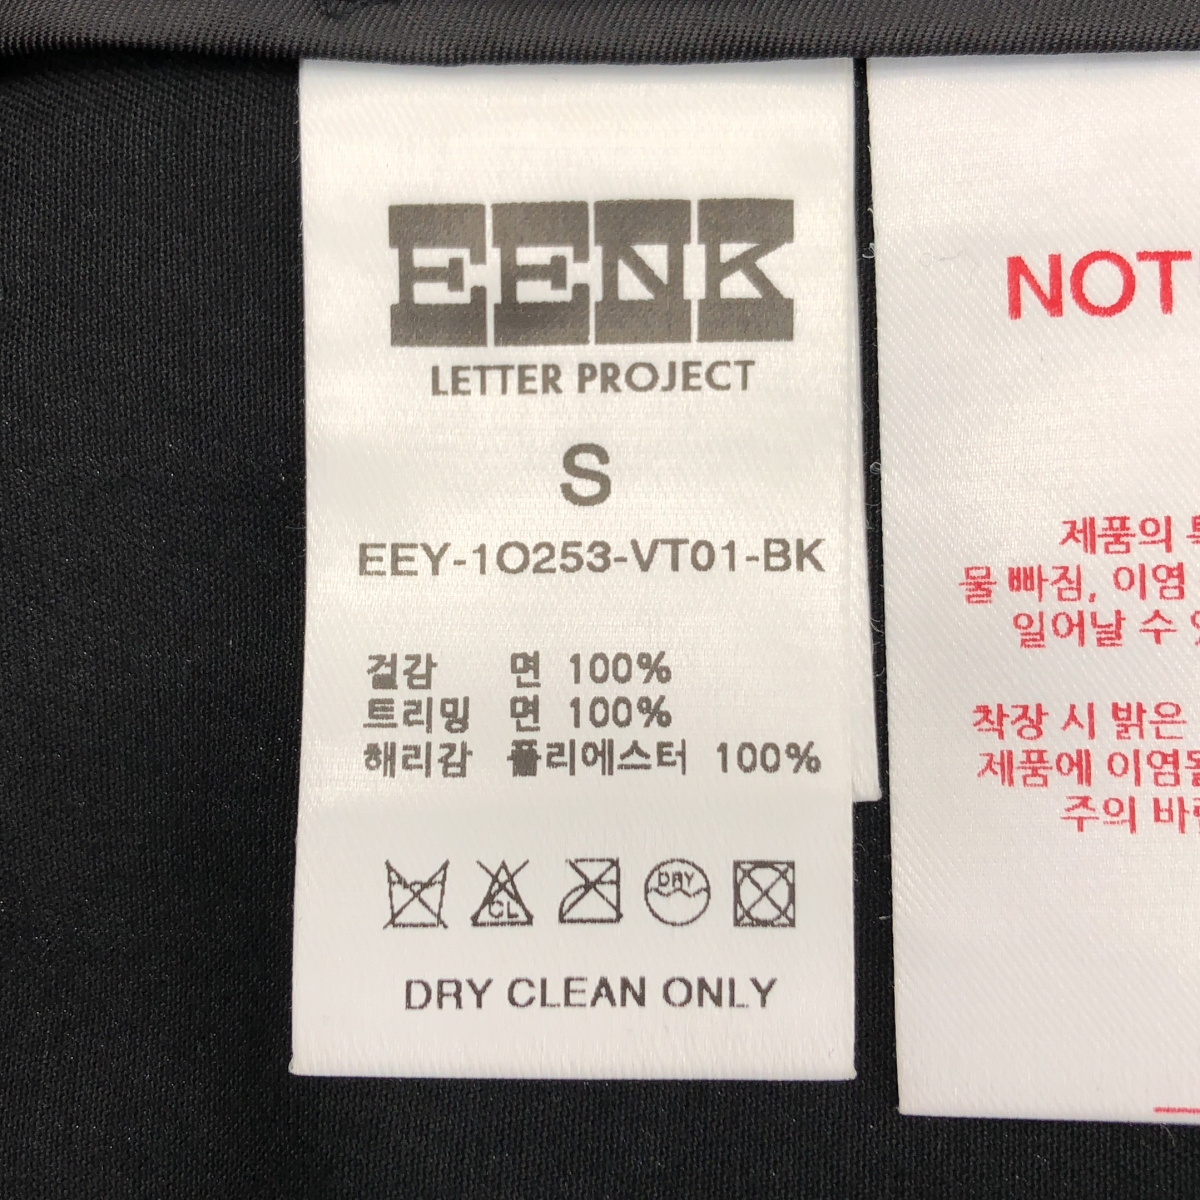 EENK
LETTER PROJECT
S
EEY-1O253-VT01-BK
걸감 면 100%
트리밍 면 100%
해리감 폴리에스터 100%
CL
DRY
DRY CLEAN ONLY
NOT
제품의
물 빠짐, 이염
일어날 수
착장 시 밝은
제품에 이염될
주의